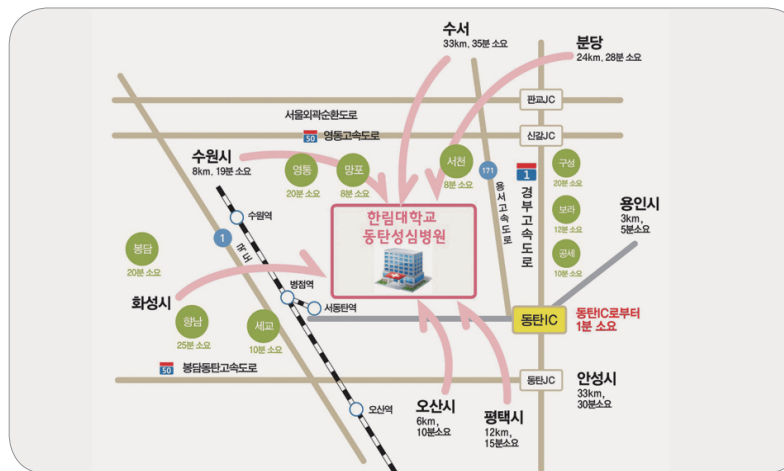 수서
33km, 35분 소요
분당
24km, 28분 소요
판교JC
서울외곽순환도로
50 영동고속도로
신갈JC
수원시
8km, 19분 소요
영통
20분 소요
망포
8분 소요
서천
8분 소요
171
용서고속도로
1
경부고속도로
구성
20분 소요
보라
12분 소요
공세
10분 소요
용인시
3km,
5분소요
한림대학교
동탄성심병원
수원역
1
국도
봉담
20분 소요
병점역
서동탄역
화성시
향남
25분 소요
세교
10분 소요
동탄IC
동탄IC로부터
1분 소요
50 봉담동탄고속도로
동탄JC
오산역
오산시
6km,
10분소요
평택시
12km,
15분소요
안성시
33km,
30분소요